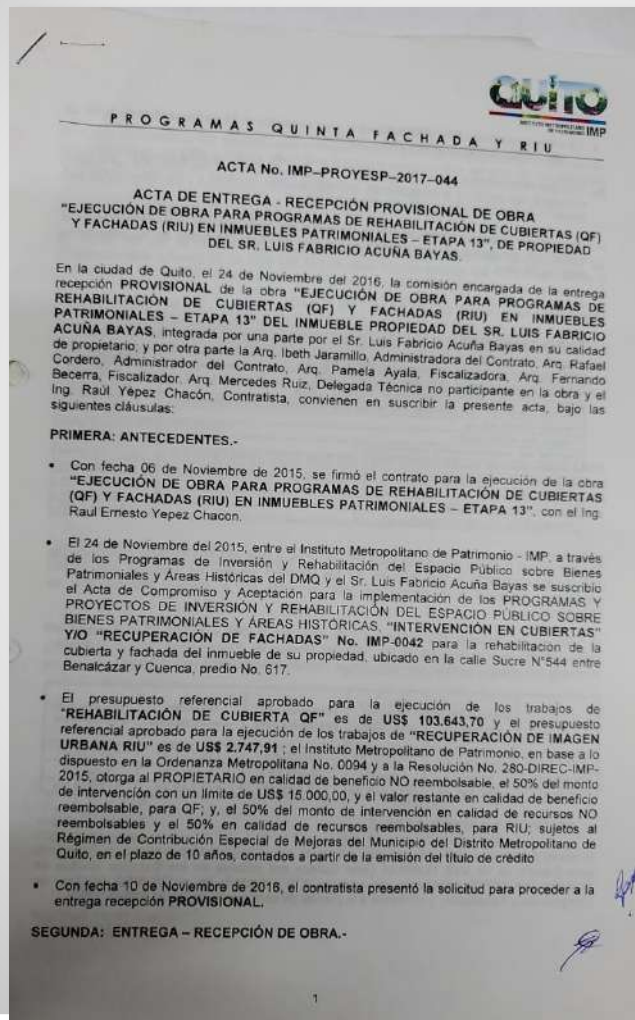 QUITO
INSTITUTO METROPOLITANO
DE PATRIMONIO IMP
PROGRAMAS QUINTA FACHADA Y RIU
ACTA No. IMP–PROYESP–2017–044
ACTA DE ENTREGA - RECEPCIÓN PROVISIONAL DE OBRA
“EJECUCIÓN DE OBRA PARA PROGRAMAS DE REHABILITACIÓN DE CUBIERTAS (QF)
Y FACHADAS (RIU) EN INMUEBLES PATRIMONIALES – ETAPA 13”, DE PROPIEDAD
DEL SR. LUIS FABRICIO ACUÑA BAYAS.
En la ciudad de Quito, el 24 de Noviembre del 2016, la comisión encargada de la entrega
recepción PROVISIONAL de la obra “EJECUCIÓN DE OBRA PARA PROGRAMAS DE
REHABILITACIÓN DE CUBIERTAS (QF) Y FACHADAS (RIU) EN INMUEBLES
PATRIMONIALES – ETAPA 13” DEL INMUEBLE PROPIEDAD DEL SR. LUIS FABRICIO
ACUÑA BAYAS, integrada por una parte por el Sr. Luis Fabricio Acuña Bayas en su calidad
de propietario; y por otra parte la Arq. Ibeth Jaramillo, Administradora del Contrato, Arq. Rafael
Cordero, Administrador del Contrato, Arq. Pamela Ayala, Fiscalizadora, Arq. Fernando
Becerra, Fiscalizador, Arq. Mercedes Ruiz, Delegada Técnica no participante en la obra y el
Ing. Raúl Yépez Chacón, Contratista, convienen en suscribir la presente acta, bajo las
siguientes cláusulas:
PRIMERA: ANTECEDENTES.-
• Con fecha 06 de Noviembre de 2015, se firmó el contrato para la ejecución de la obra
“EJECUCIÓN DE OBRA PARA PROGRAMAS DE REHABILITACIÓN DE CUBIERTAS
(QF) Y FACHADAS (RIU) EN INMUEBLES PATRIMONIALES – ETAPA 13”, con el Ing.
Raul Ernesto Yepez Chacon.
• El 24 de Noviembre del 2015, entre el Instituto Metropolitano de Patrimonio - IMP, a través
de los Programas de Inversión y Rehabilitación del Espacio Público sobre Bienes
Patrimoniales y Áreas Históricas del DMQ y el Sr. Luis Fabricio Acuña Bayas se suscribió
el Acta de Compromiso y Aceptación para la implementación de los PROGRAMAS Y
PROYECTOS DE INVERSIÓN Y REHABILITACIÓN DEL ESPACIO PÚBLICO SOBRE
BIENES PATRIMONIALES Y ÁREAS HISTÓRICAS, “INTERVENCIÓN EN CUBIERTAS”
Y/O “RECUPERACIÓN DE FACHADAS” No. IMP-0042 para la rehabilitación de la
cubierta y fachada del inmueble de su propiedad, ubicado en la calle Sucre N°544 entre
Benalcázar y Cuenca, predio No. 617.
• El presupuesto referencial aprobado para la ejecución de los trabajos de
“REHABILITACIÓN DE CUBIERTA QF” es de US$ 103.643,70 y el presupuesto
referencial aprobado para la ejecución de los trabajos de “RECUPERACIÓN DE IMAGEN
URBANA RIU” es de US$ 2.747,91 ; el Instituto Metropolitano de Patrimonio, en base a lo
dispuesto en la Ordenanza Metropolitana No. 0094 y a la Resolución No. 280-DIREC-IMP-
2015, otorga al PROPIETARIO en calidad de beneficio NO reembolsable, el 50% del monto
de intervención con un límite de US$ 15.000,00, y el valor restante en calidad de beneficio
reembolsable, para QF; y, el 50% del monto de intervención en calidad de recursos NO
reembolsables y el 50% en calidad de recursos reembolsables, para RIU; sujetos al
Régimen de Contribución Especial de Mejoras del Municipio del Distrito Metropolitano de
Quito, en el plazo de 10 años, contados a partir de la emisión del título de crédito
• Con fecha 10 de Noviembre de 2016, el contratista presentó la solicitud para proceder a la
entrega recepción PROVISIONAL.
SEGUNDA: ENTREGA – RECEPCIÓN DE OBRA.-
1